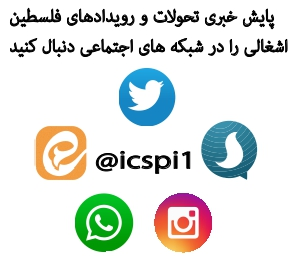 پایش خبری تحولات و رویدادهای فلسطین
اشغالی را در شبکه های اجتماعی دنبال کنید
@icspi1